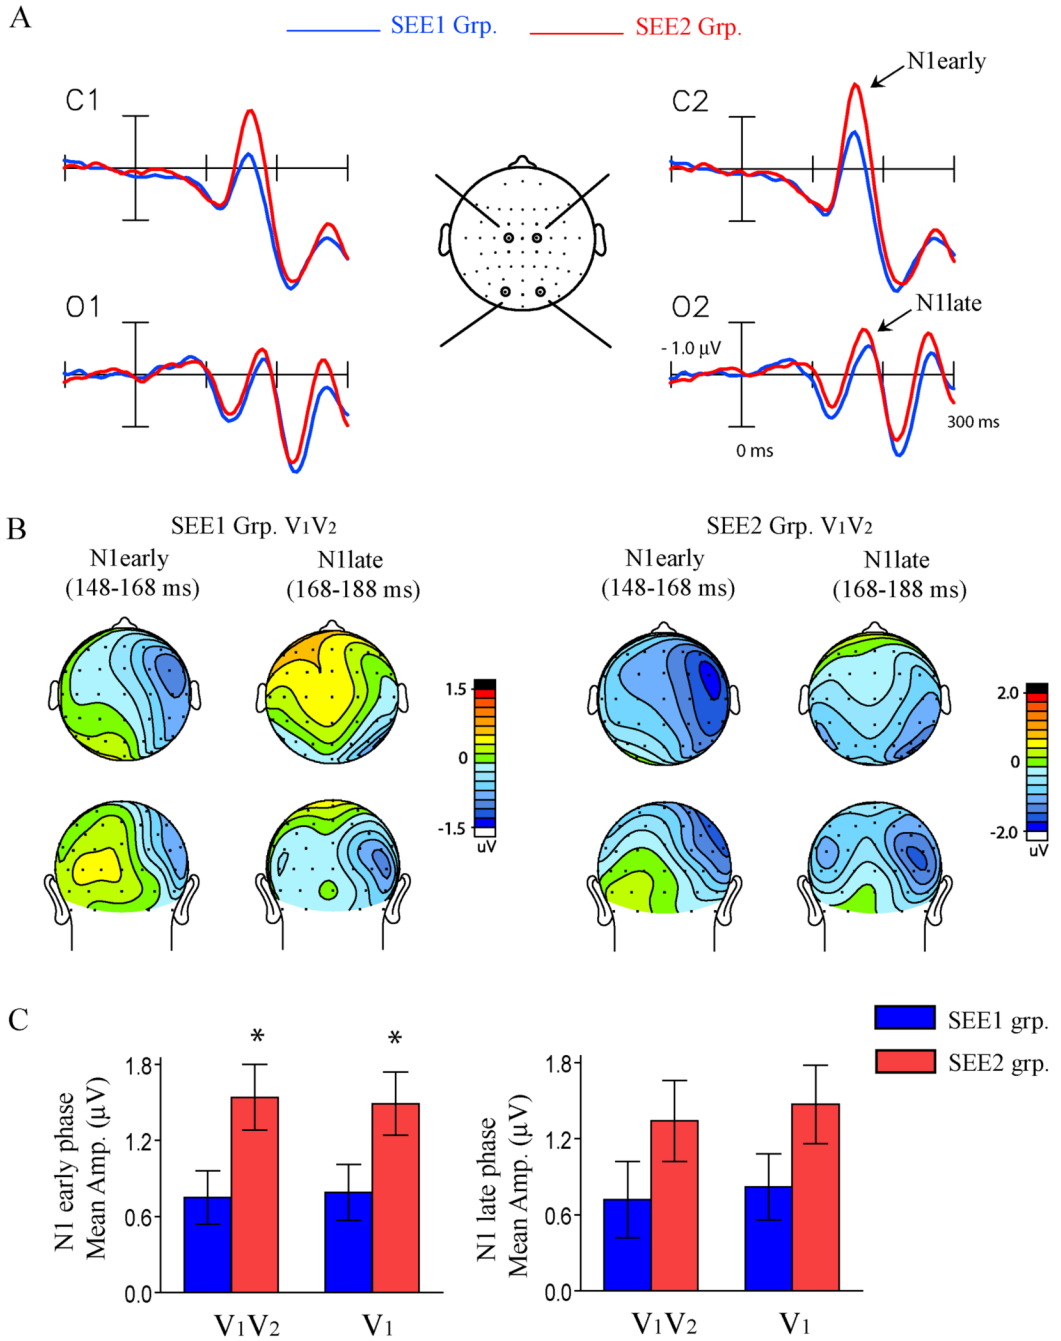 A
SEE1 Grp.
SEE2 Grp.
C1
C2
N1early
O1
O2
N1late
- 1.0 µV
0 ms
300 ms
B
SEE1 Grp. V1V2
SEE2 Grp. V1V2
N1early
(148-168 ms)
N1late
(168-188 ms)
N1early
(148-168 ms)
N1late
(168-188 ms)
1.5
0
-1.5
uV
2.0
0
-2.0
uV
C
SEE1 grp.
SEE2 grp.
N1 early phase
Mean Amp. (µV)
1.8
1.2
0.6
0.0
*
*
V1V2
V1
N1 late phase
Mean Amp. (µV)
1.8
1.2
0.6
0.0
V1V2
V1